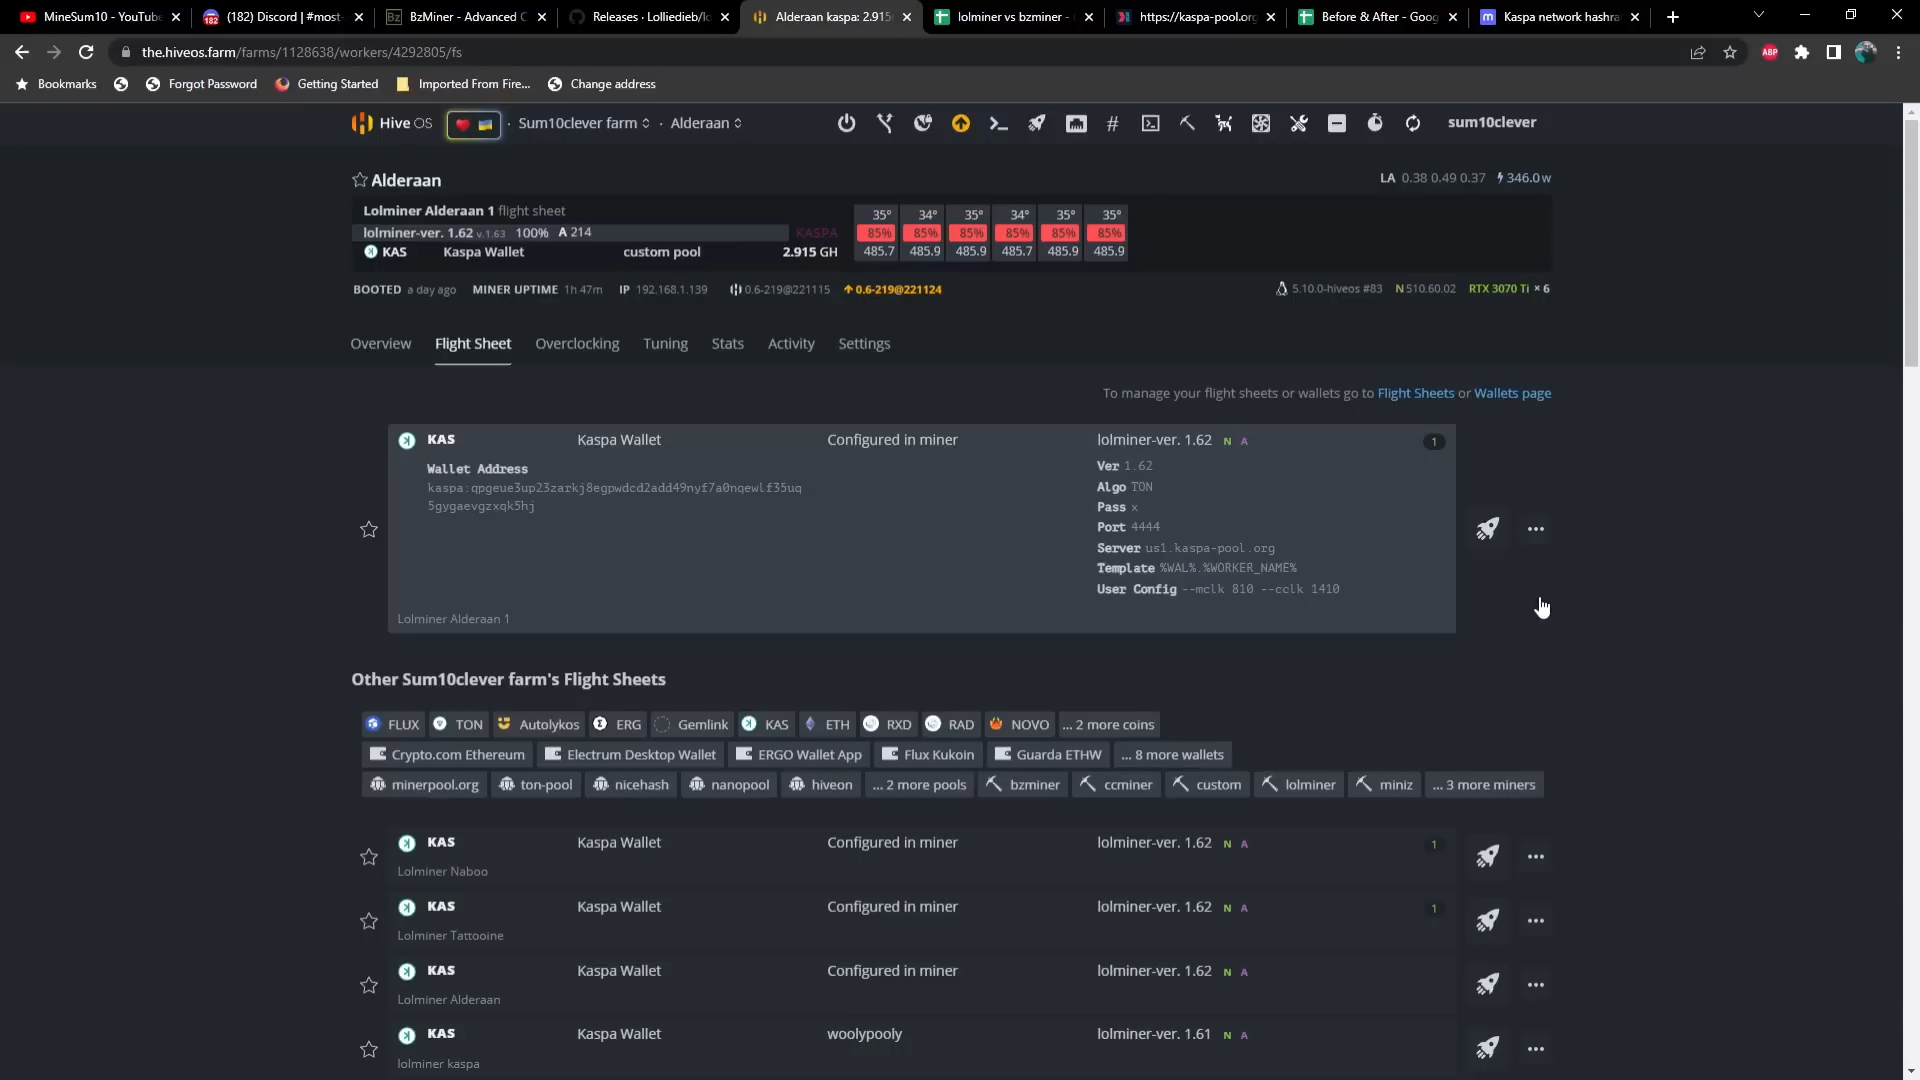 MineSum10 - YouTube
(182) Discord | #most-
BzMiner - Advanced C
Releases · Lolliedieb/lo
Alderaan kaspa: 2.915
lolminer vs bzminer -
https://kaspa-pool.org
Before & After - Goog
Kaspa network hashra
the.hiveos.farm/farms/1128638/workers/4292805/fs
ABP
Bookmarks
Forgot Password
Getting Started
Imported From Fire...
Change address
Hive OS
Sum10clever farm
Alderaan
sum10clever
Alderaan
LA 0.38 0.49 0.37 346.0 w
Lolminer Alderaan 1 flight sheet
35° 34° 35° 34° 35° 35°
lolminer-ver. 1.62 v.1.63 100% A 214 KASPA
85% 85% 85% 85% 85% 85%
KAS Kaspa Wallet custom pool 2.915 GH
485.7 485.9 485.9 485.7 485.9 485.9
BOOTED a day ago MINER UPTIME 1h 47m IP 192.168.1.139 0.6-219@221115 0.6-219@221124
5.10.0-hiveos #83 N 510.60.02 RTX 3070 Ti × 6
Overview Flight Sheet Overclocking Tuning Stats Activity Settings
To manage your flight sheets or wallets go to Flight Sheets or Wallets page
KAS Kaspa Wallet Configured in miner lolminer-ver. 1.62 N A 1
Wallet Address
kaspa:qpgeue3up23zarkj8egpwdcd2add49nyf7a0nqewlf35uq
5gygaevgzxqk5hj
Ver 1.62
Algo TON
Pass x
Port 4444
Server us1.kaspa-pool.org
Template %WAL%.%WORKER_NAME%
User Config --mclk 810 --cclk 1410
Lolminer Alderaan 1
Other Sum10clever farm's Flight Sheets
FLUX TON Autolykos ERG Gemlink KAS ETH RXD RAD NOVO ... 2 more coins
Crypto.com Ethereum Electrum Desktop Wallet ERGO Wallet App Flux Kukoin Guarda ETHW ... 8 more wallets
minerpool.org ton-pool nicehash nanopool hiveon ... 2 more pools bzminer ccminer custom lolminer miniz ... 3 more miners
KAS Kaspa Wallet Configured in miner lolminer-ver. 1.62 N A 1
Lolminer Naboo
KAS Kaspa Wallet Configured in miner lolminer-ver. 1.62 N A 1
Lolminer Tattooine
KAS Kaspa Wallet Configured in miner lolminer-ver. 1.62 N A
Lolminer Alderaan
KAS Kaspa Wallet woolypooly lolminer-ver. 1.61 N A
lolminer kaspa